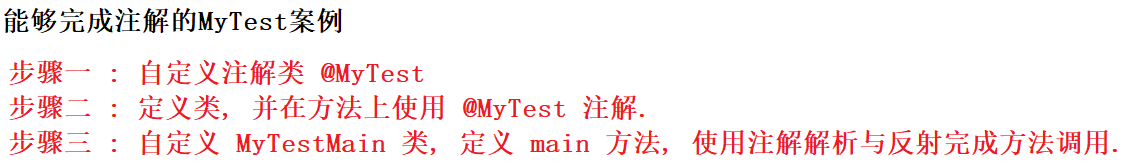 能够完成注解的MyTest案例
步骤一 : 自定义注解类 @MyTest
步骤二 : 定义类, 并在方法上使用 @MyTest 注解.
步骤三 : 自定义 MyTestMain 类, 定义 main 方法, 使用注解解析与反射完成方法调用.